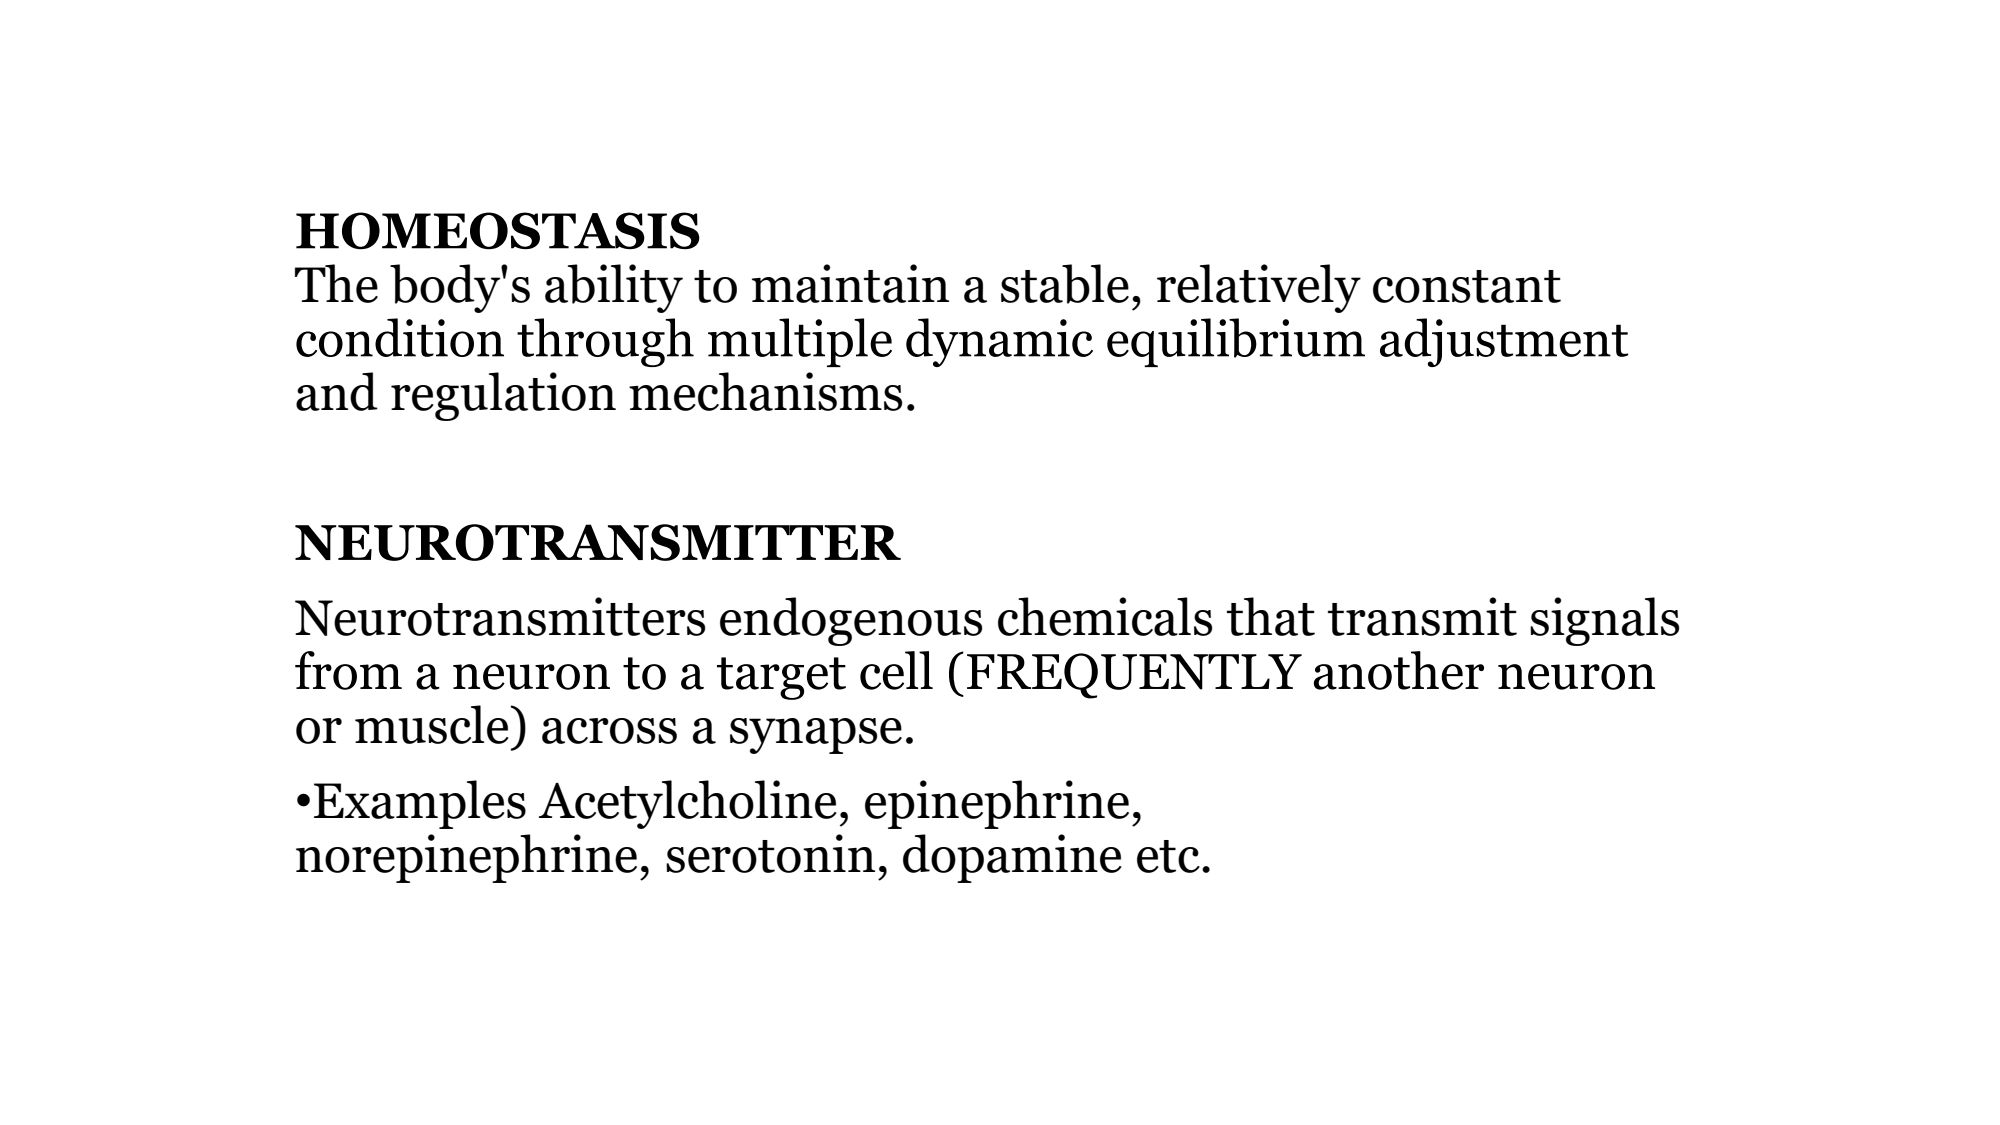 HOMEOSTASIS
The body's ability to maintain a stable, relatively constant
condition through multiple dynamic equilibrium adjustment
and regulation mechanisms.
NEUROTRANSMITTER
Neurotransmitters endogenous chemicals that transmit signals
from a neuron to a target cell (FREQUENTLY another neuron
or muscle) across a synapse.
•Examples Acetylcholine, epinephrine,
norepinephrine, serotonin, dopamine etc.